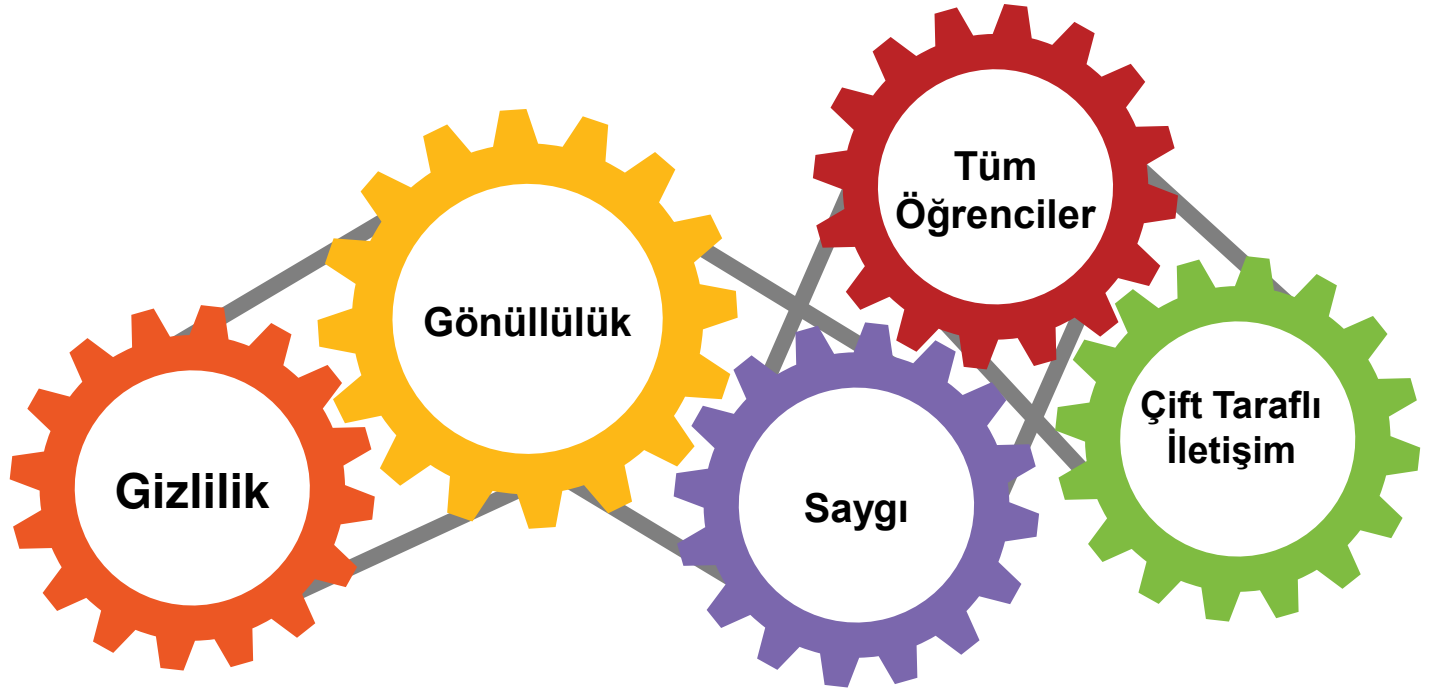 Gizlilik
Gönüllülük
Saygı
Tüm
Öğrenciler
Çift Taraflı
İletişim